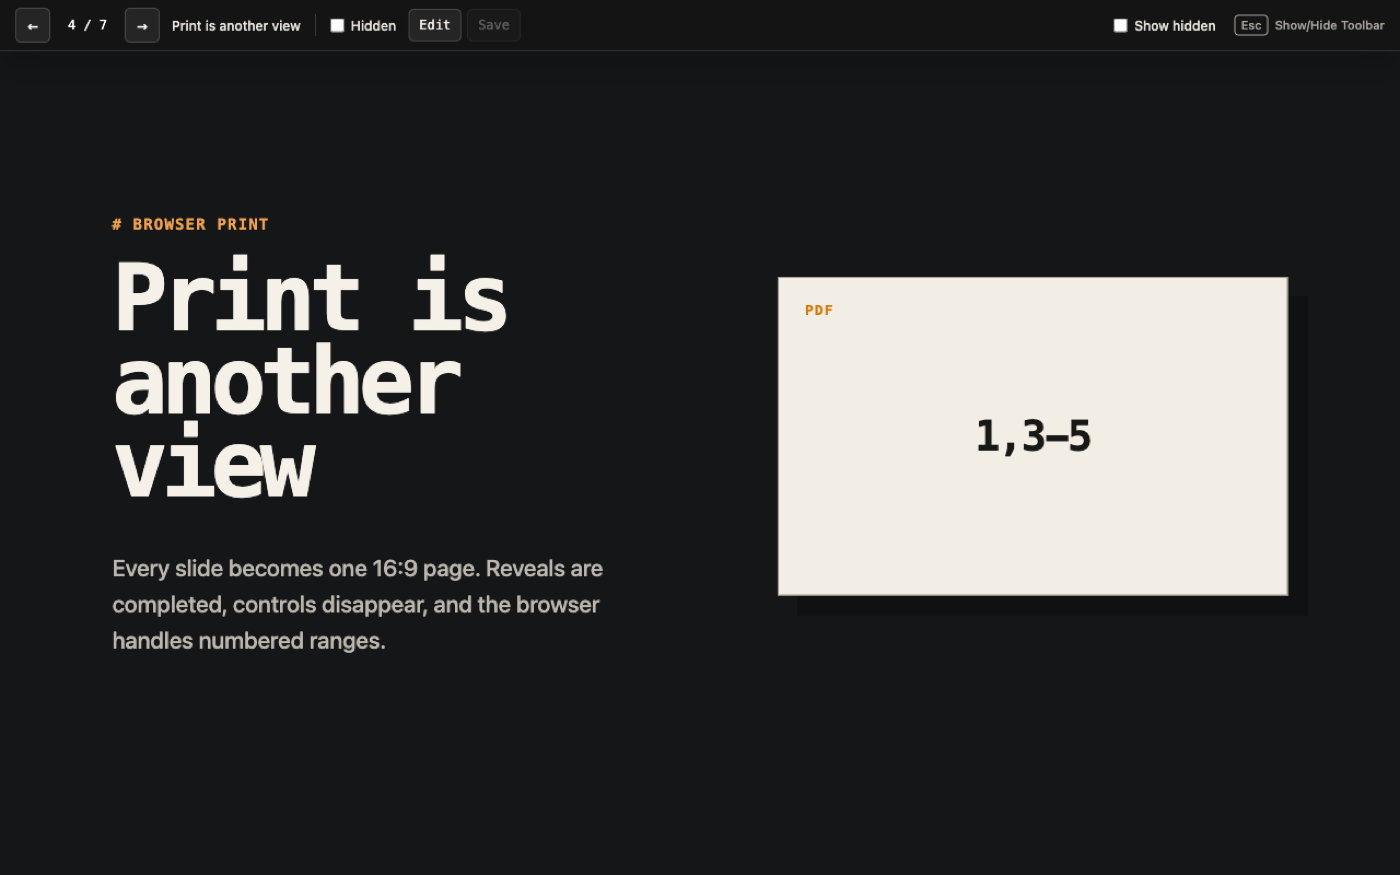 ← 4 / 7 → Print is another view Hidden Edit Save Show hidden Esc Show/Hide Toolbar
# BROWSER PRINT
Print is
another
view
Every slide becomes one 16:9 page. Reveals are
completed, controls disappear, and the browser
handles numbered ranges.
PDF
1,3–5